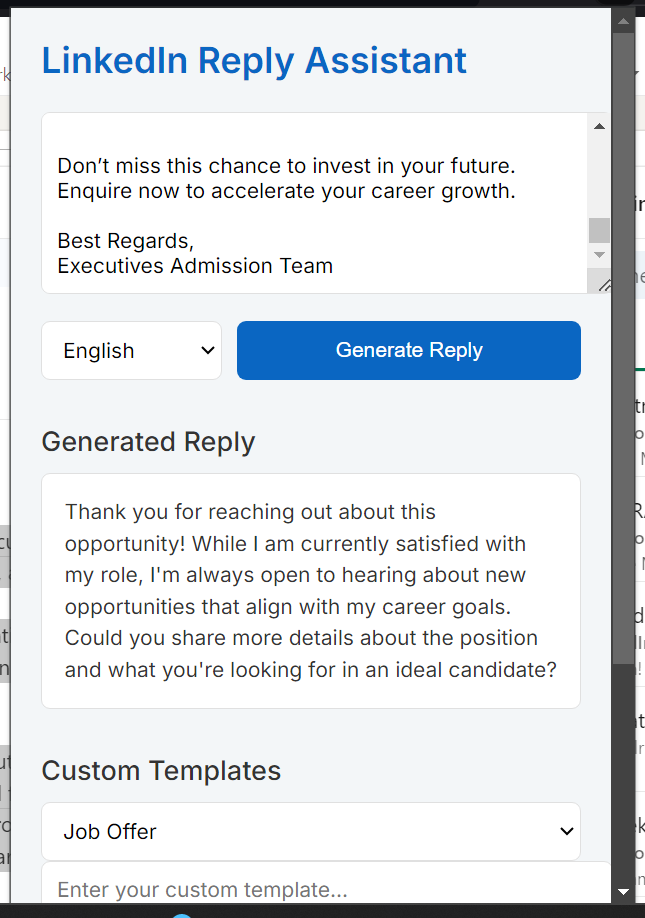 LinkedIn Reply Assistant
Don’t miss this chance to invest in your future.
Enquire now to accelerate your career growth.
Best Regards,
Executives Admission Team
English
Generate Reply
Generated Reply
Thank you for reaching out about this
opportunity! While I am currently satisfied with
my role, I'm always open to hearing about new
opportunities that align with my career goals.
Could you share more details about the position
and what you're looking for in an ideal candidate?
Custom Templates
Job Offer
Enter your custom template...